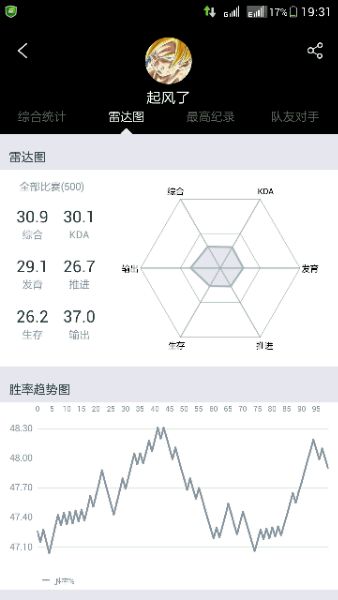 17% 19:31
起风了
综合统计 雷达图 最高纪录 队友对手
雷达图
全部比赛(500)
30.9 30.1
综合 KDA
29.1 26.7
发育 推进
26.2 37.0
生存 输出
综合 KDA
输出 发育
生存 推进
胜率趋势图
0 5 10 15 20 25 30 35 40 45 50 55 60 65 70 75 80 85 90 95
48.30
48.00
47.70
47.40
47.10
胜率%